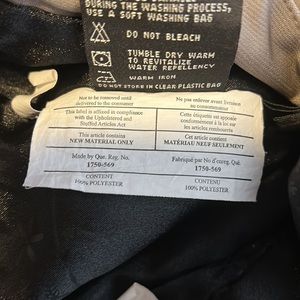 DURING THE WASHING PROCESS,
USE A SOFT WASHING BAG
DO NOT BLEACH
TUMBLE DRY WARM
TO REVITALIZE
WATER REPELLENCY
WARM IRON
DO NOT STORE IN CLEAR PLASTIC BAG
Not to be removed until
delivered to the consumer
Ne pas enlever avant livraison
au consommateur
This label is affixed in compliance
with the Upholstered and
Stuffed Articles Act
Cette étiquette est apposée
conformément à la loi sur les
articles rembourrés
This article contains
NEW MATERIAL ONLY
Cet article contient
MATÉRIAU NEUF SEULEMENT
Made by Que. Reg. No.
1750-569
Fabriqué par No d'enreg. Qué.
1750-569
CONTENT
100% POLYESTER
CONTENU
100% POLYESTER